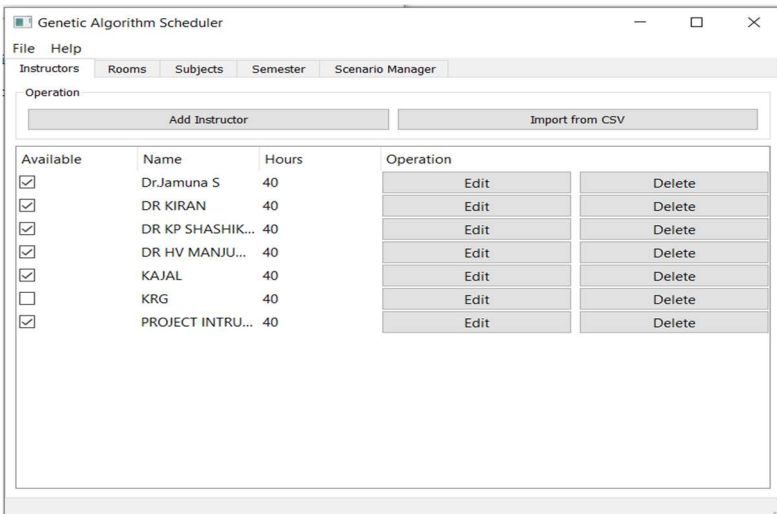 Genetic Algorithm Scheduler
File Help
Instructors Rooms Subjects Semester Scenario Manager
Operation
Add Instructor Import from CSV
Available Name Hours Operation
Dr.Jamuna S 40 Edit Delete
DR KIRAN 40 Edit Delete
DR KP SHASHIK... 40 Edit Delete
DR HV MANJU... 40 Edit Delete
KAJAL 40 Edit Delete
KRG 40 Edit Delete
PROJECT INTRU... 40 Edit Delete